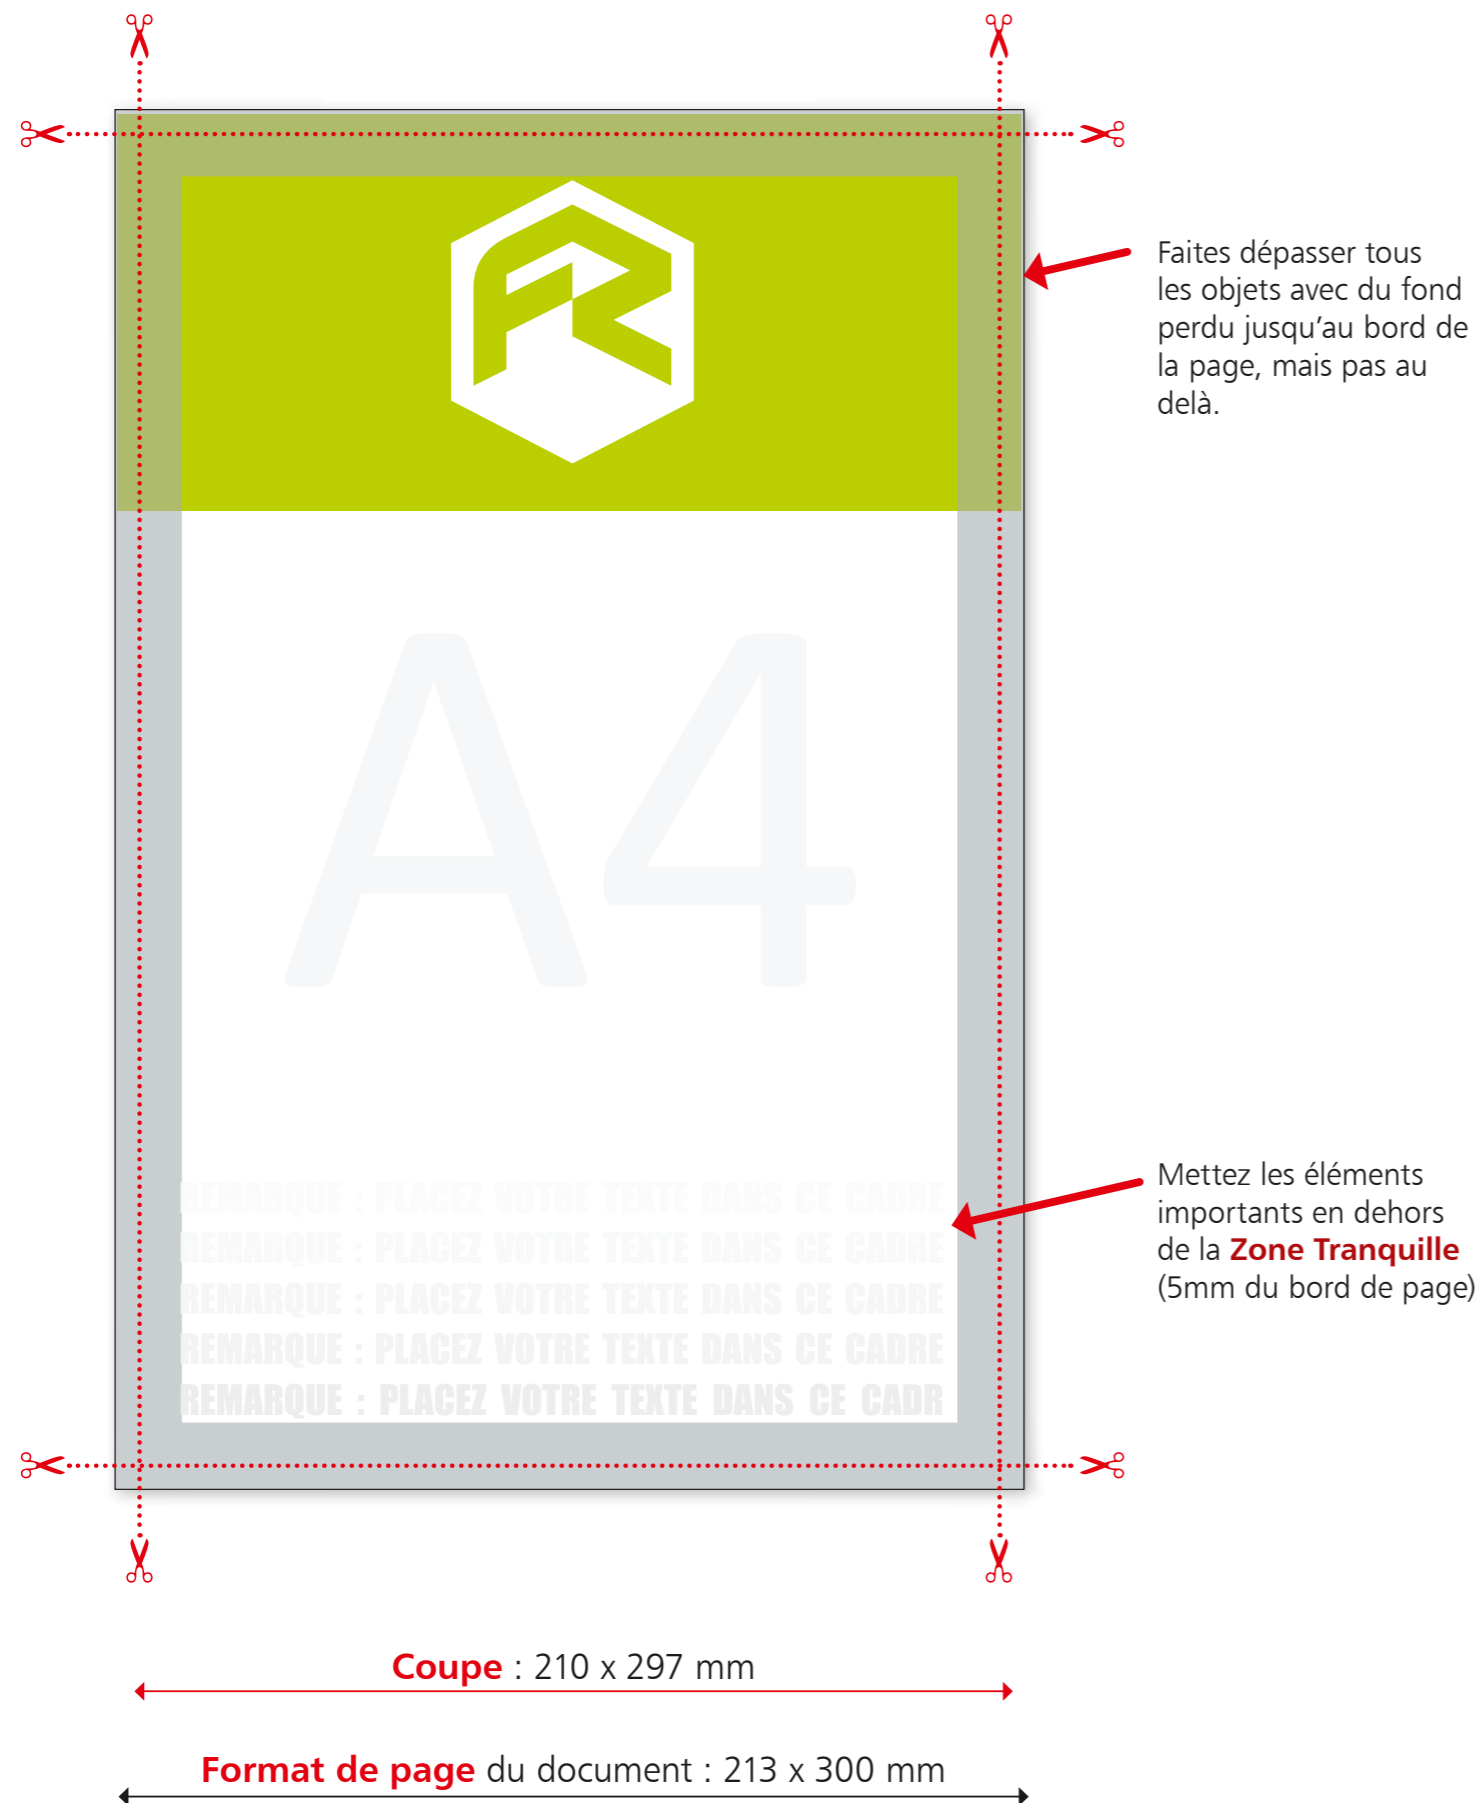 Faites dépasser tous
les objets avec du fond
perdu jusqu'au bord de
la page, mais pas au
delà.
A4
Mettez les éléments
importants en dehors
de la Zone Tranquille
(5mm du bord de page)
REMARQUE : PLACEZ VOTRE TEXTE DANS CE CADRE
REMARQUE : PLACEZ VOTRE TEXTE DANS CE CADRE
REMARQUE : PLACEZ VOTRE TEXTE DANS CE CADRE
REMARQUE : PLACEZ VOTRE TEXTE DANS CE CADRE
REMARQUE : PLACEZ VOTRE TEXTE DANS CE CADR
Coupe : 210 x 297 mm
Format de page du document : 213 x 300 mm